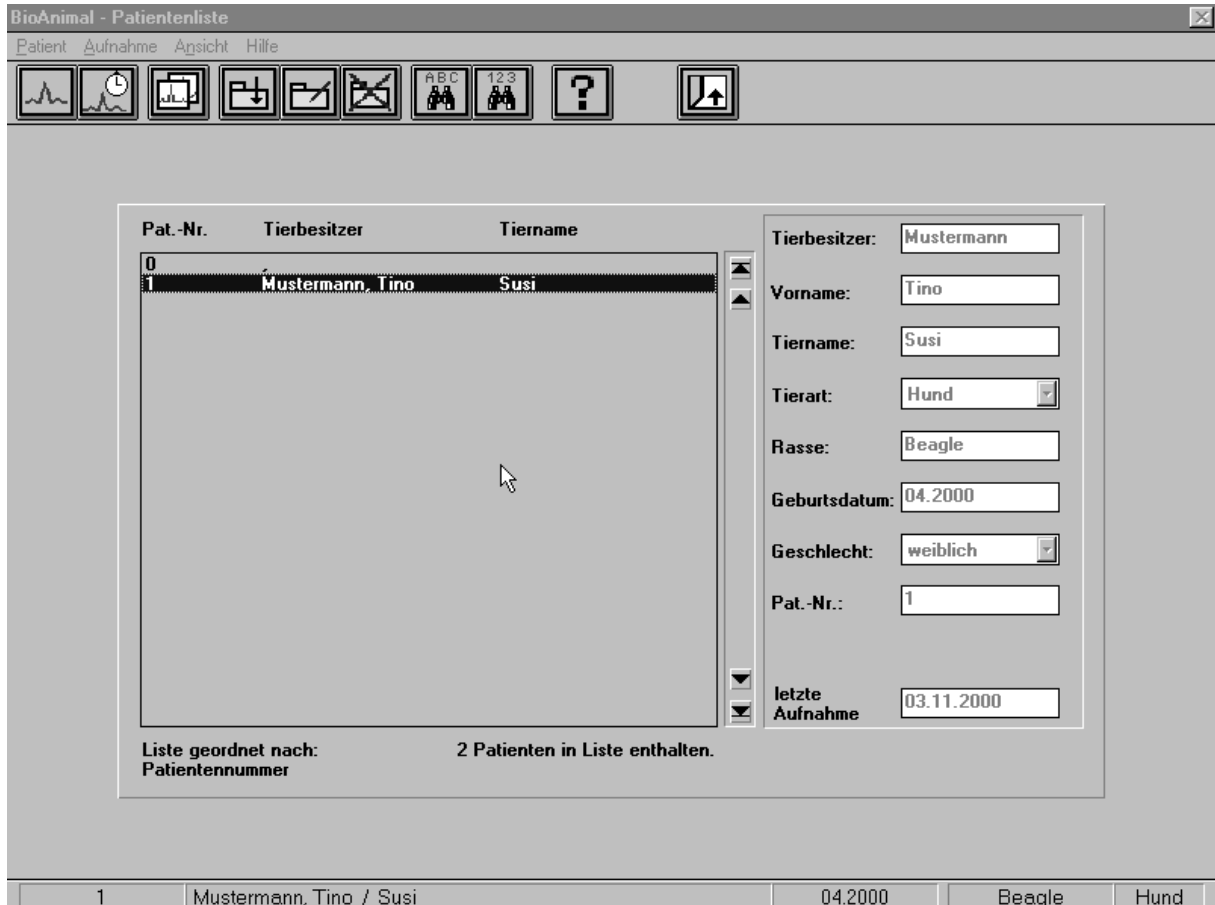 BioAnimal - Patientenliste
Patient Aufnahme Ansicht Hilfe
ABC 123
?
Pat.-Nr. Tierbesitzer Tiername
0 ,
1 Mustermann, Tino Susi
Liste geordnet nach: 2 Patienten in Liste enthalten.
Patientennummer
Tierbesitzer: Mustermann
Vorname: Tino
Tiername: Susi
Tierart: Hund
Rasse: Beagle
Geburtsdatum: 04.2000
Geschlecht: weiblich
Pat.-Nr.: 1
letzte
Aufnahme 03.11.2000
1 Mustermann, Tino / Susi 04.2000 Beagle Hund